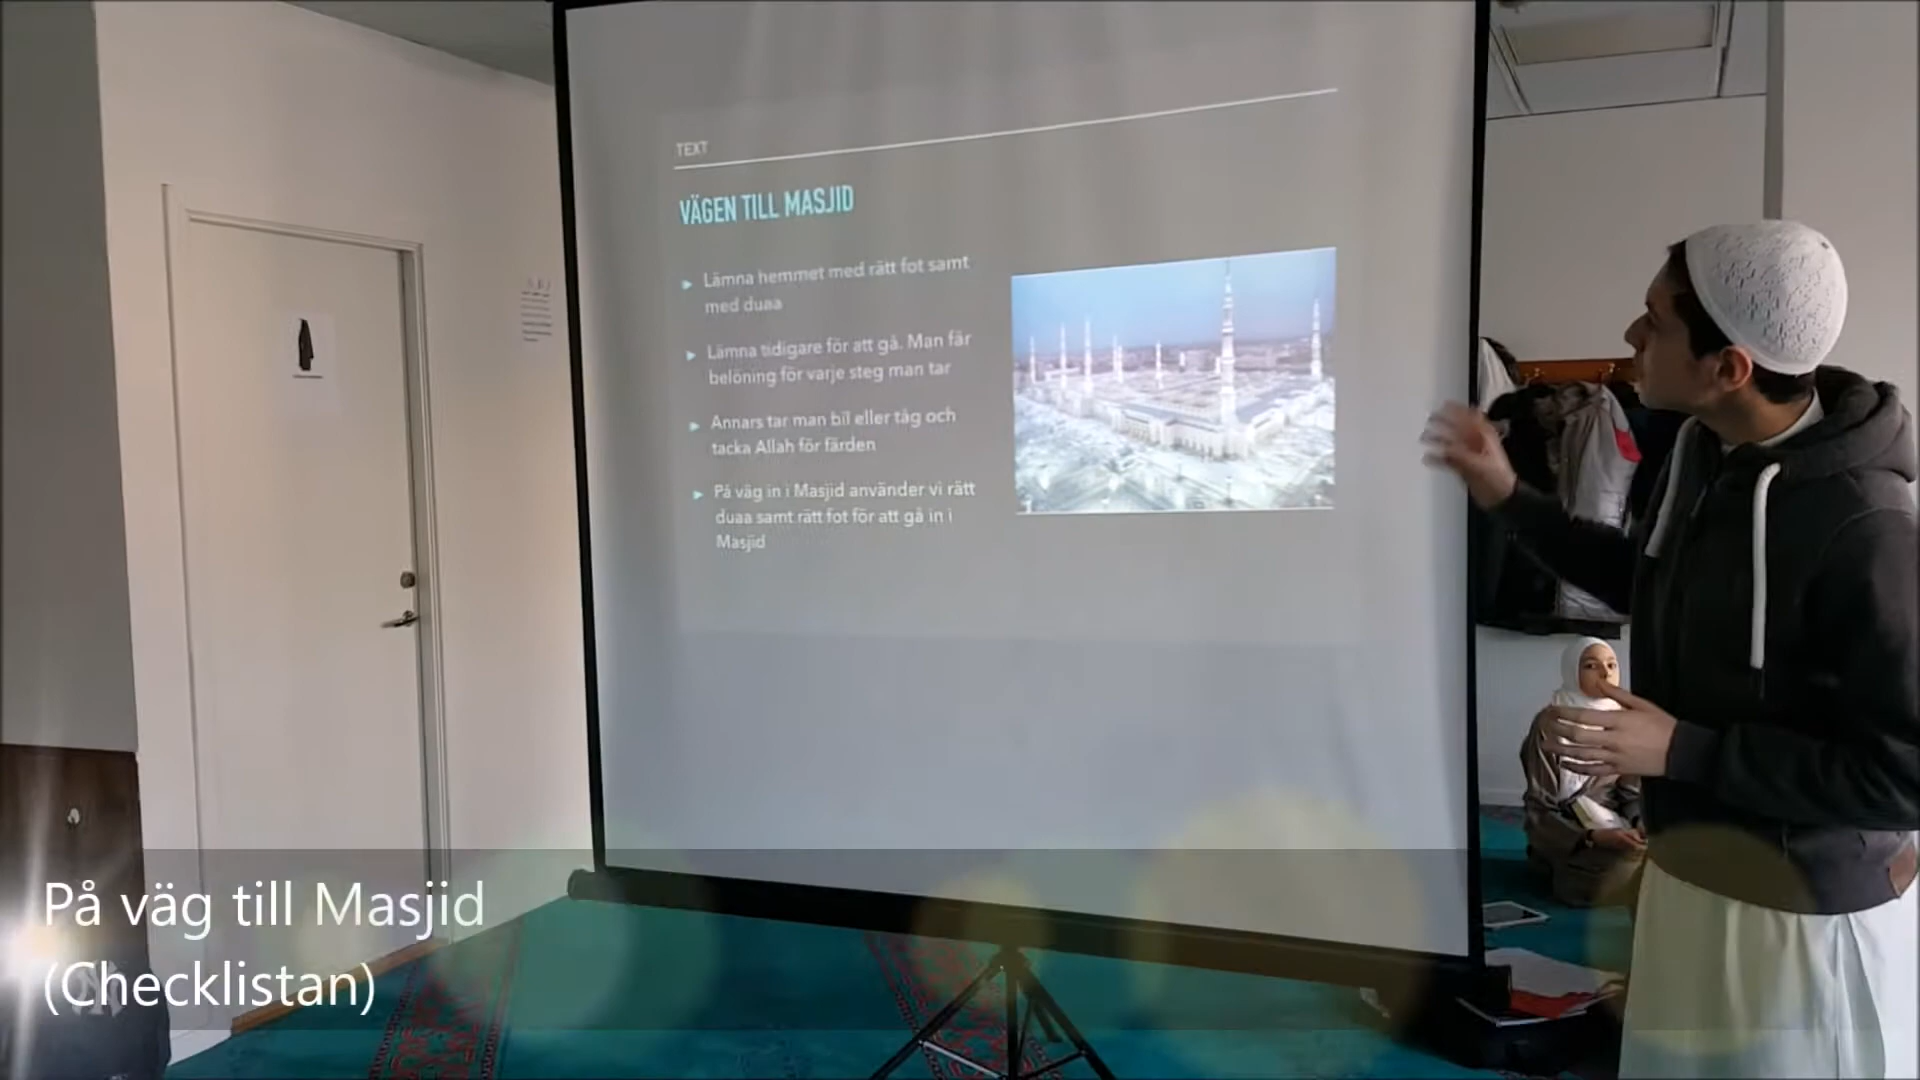 TEXT
VÄGEN TILL MASJID
Lämna hemmet med rätt fot samt
med duaa
Lämna tidigare för att gå. Man får
belöning för varje steg man tar
Annars tar man bil eller tåg och
tacka Allah för färden
På väg in i Masjid använder vi rätt
duaa samt rätt fot för att gå in i
Masjid
På väg till Masjid
(Checklistan)